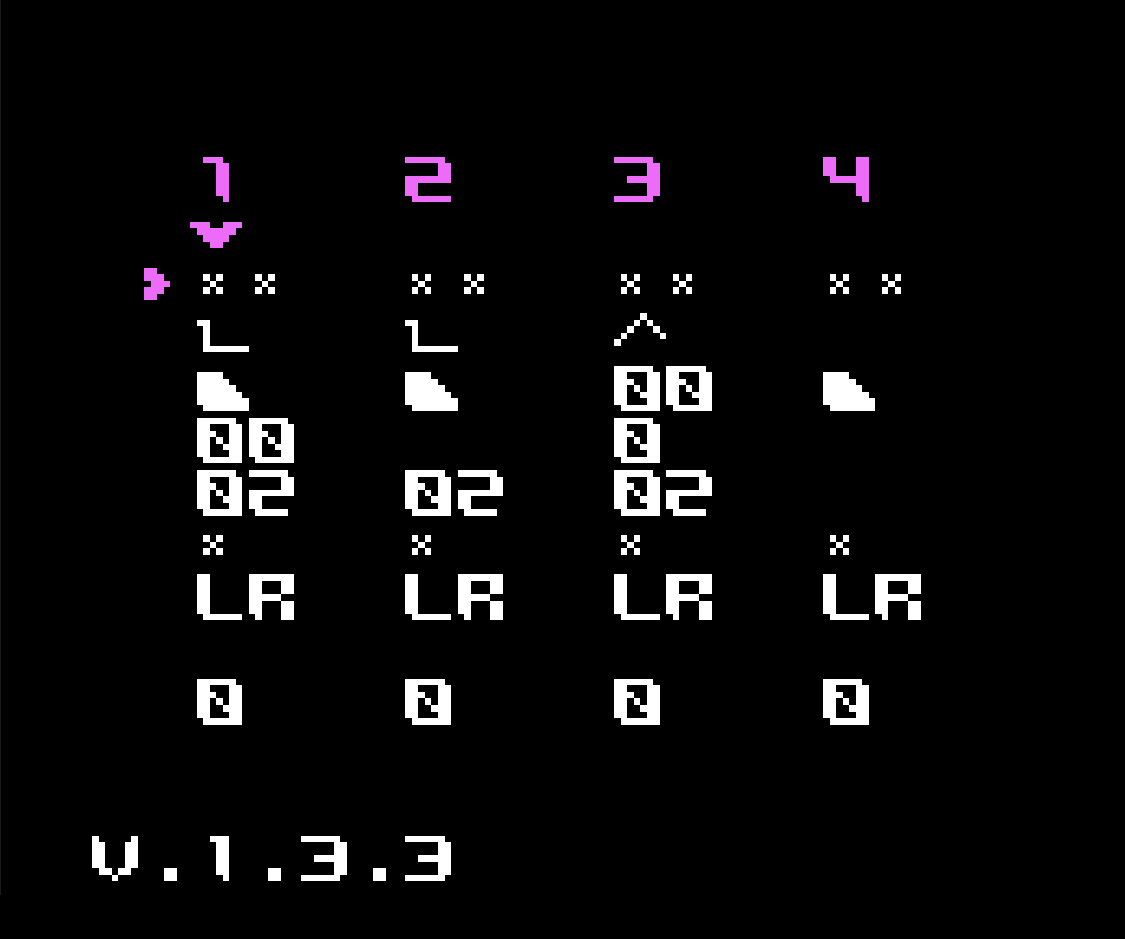 1 2 3 4
x x x x x x x x
00
00 0
02 02 02
x x x x
LR LR LR LR
0 0 0 0
V.1.3.3